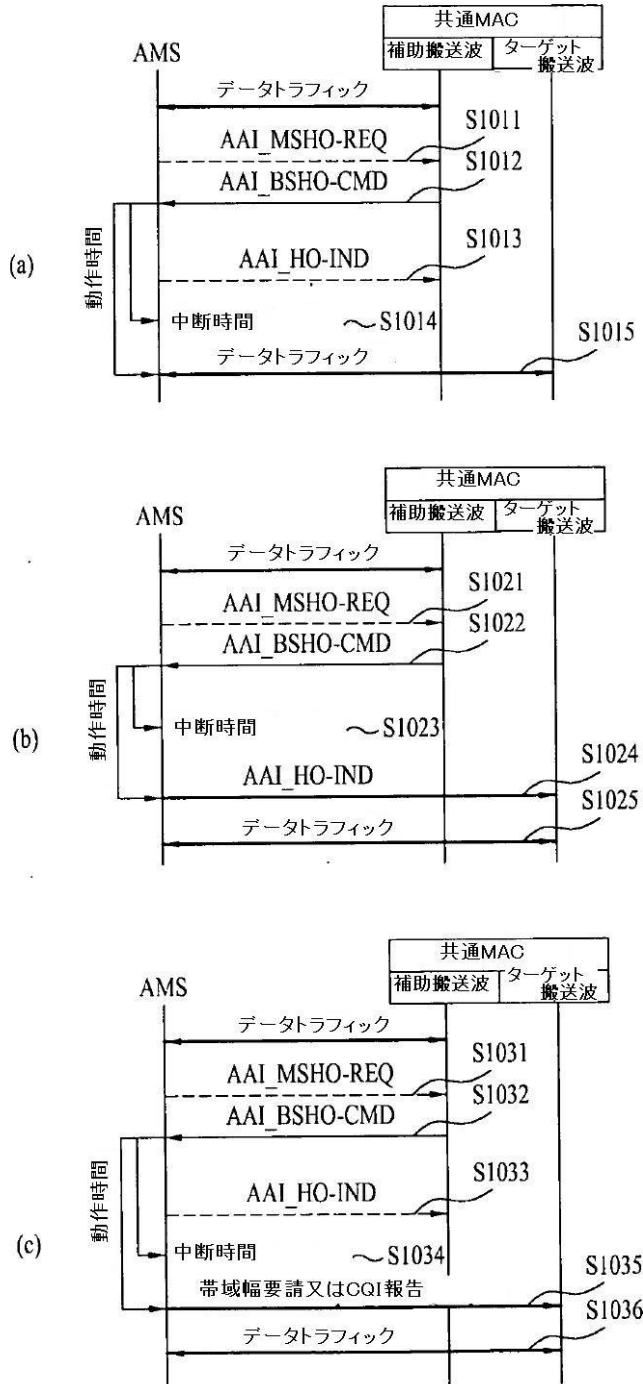 共通MAC
AMS
補助搬送波
ターゲット
搬送波
データトラフィック
S1011
AAI_MSHO-REQ
S1012
AAI_BSHO-CMD
動作時間
(a)
S1013
AAI_HO-IND
中断時間
S1014
S1015
データトラフィック
共通MAC
AMS
補助搬送波
ターゲット
搬送波
データトラフィック
S1021
AAI_MSHO-REQ
S1022
AAI_BSHO-CMD
動作時間
(b)
中断時間
S1023
S1024
AAI_HO-IND
S1025
データトラフィック
共通MAC
AMS
補助搬送波
ターゲット
搬送波
データトラフィック
S1031
AAI_MSHO-REQ
S1032
AAI_BSHO-CMD
動作時間
(c)
S1033
AAI_HO-IND
中断時間
S1034
S1035
帯域幅要請又はCQI報告
S1036
データトラフィック